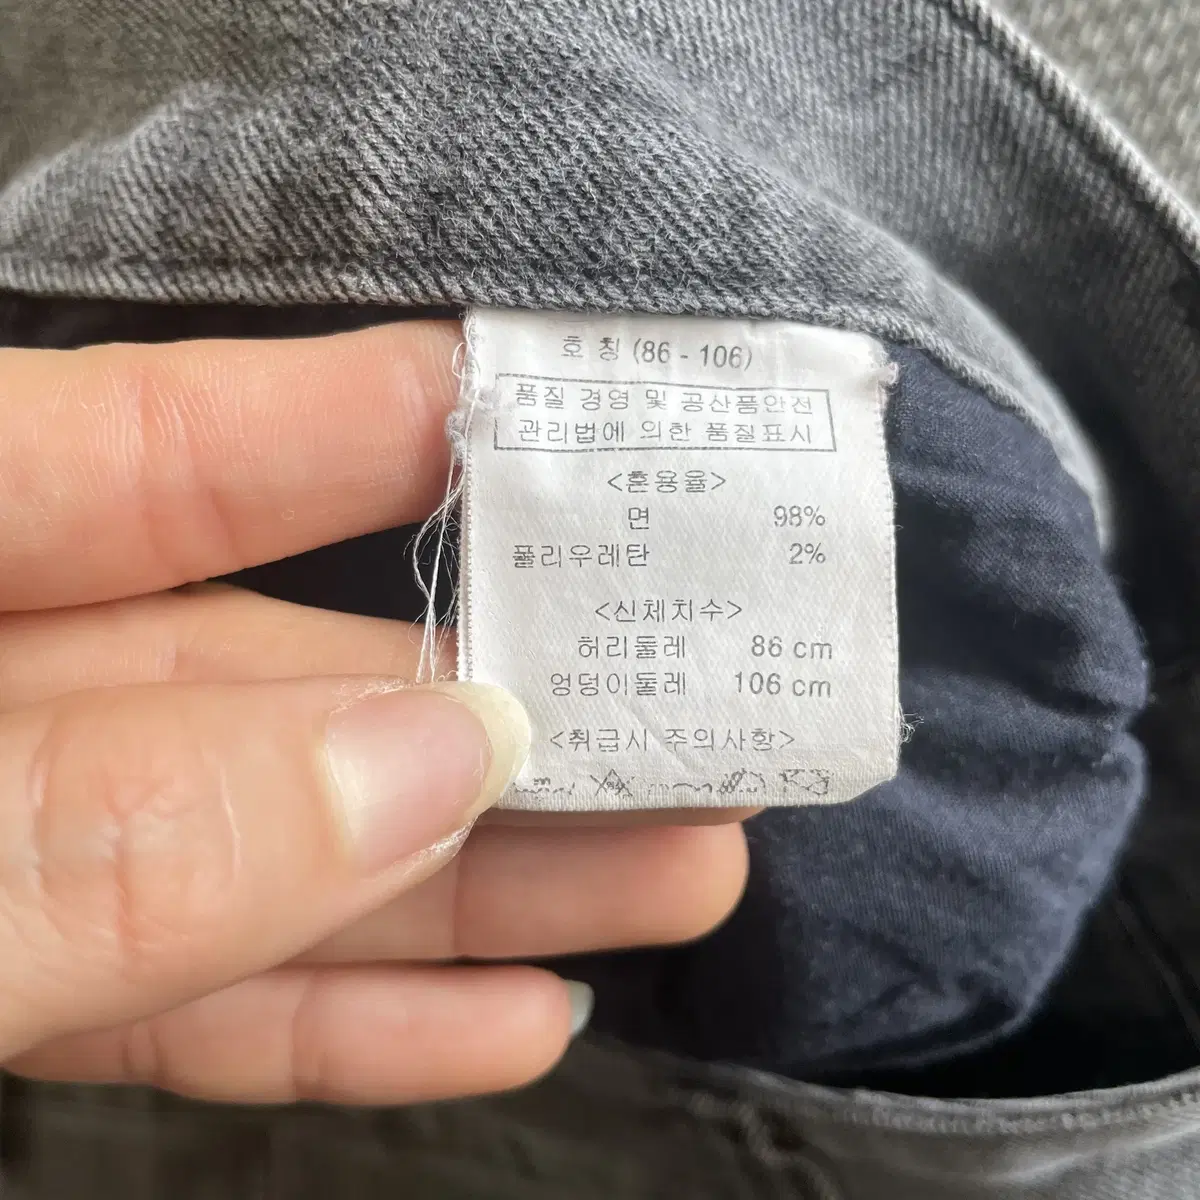 호 칭 (86 - 106)
품질 경영 및 공산품안전
관리법에 의한 품질표시
<혼용율>
면 98%
폴리우레탄 2%
<신체치수>
허리둘레 86 cm
엉덩이둘레 106 cm
<취급시 주의사항>